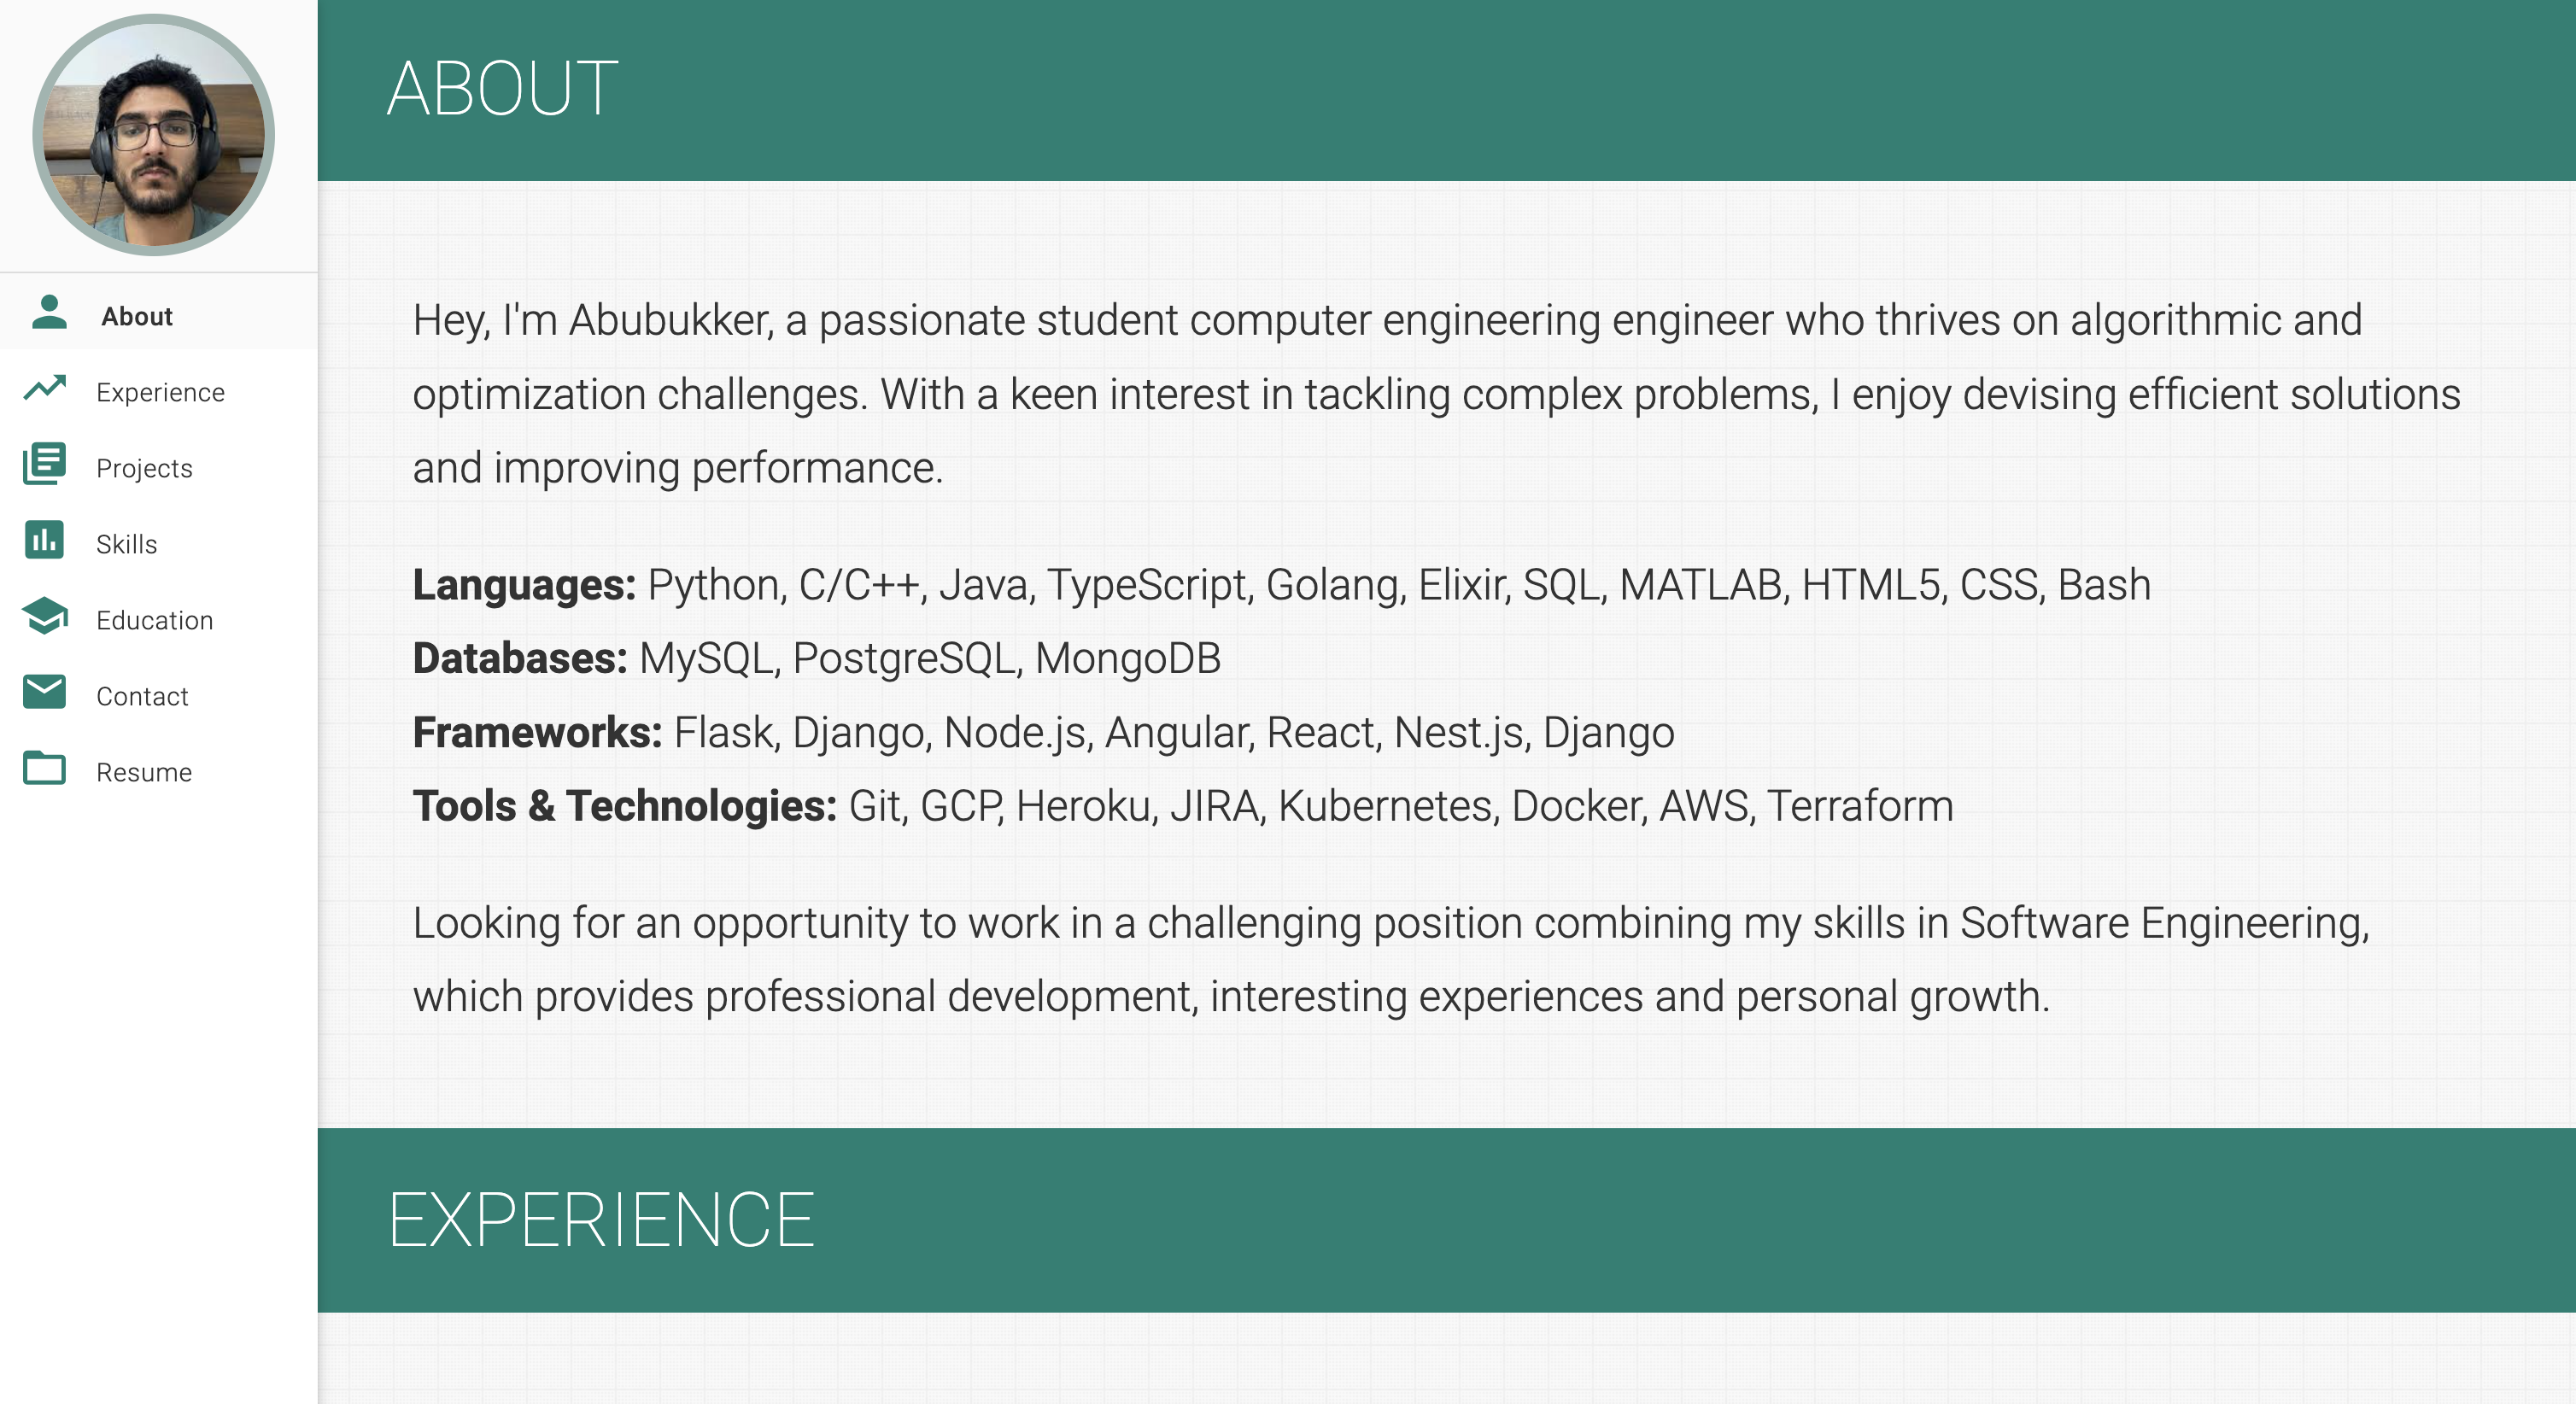 ABOUT
About
Experience
Projects
Skills
Education
Contact
Resume
Hey, I'm Abubukker, a passionate student computer engineering engineer who thrives on algorithmic and
optimization challenges. With a keen interest in tackling complex problems, I enjoy devising efficient solutions
and improving performance.
Languages: Python, C/C++, Java, TypeScript, Golang, Elixir, SQL, MATLAB, HTML5, CSS, Bash
Databases: MySQL, PostgreSQL, MongoDB
Frameworks: Flask, Django, Node.js, Angular, React, Nest.js, Django
Tools & Technologies: Git, GCP, Heroku, JIRA, Kubernetes, Docker, AWS, Terraform
Looking for an opportunity to work in a challenging position combining my skills in Software Engineering,
which provides professional development, interesting experiences and personal growth.
EXPERIENCE